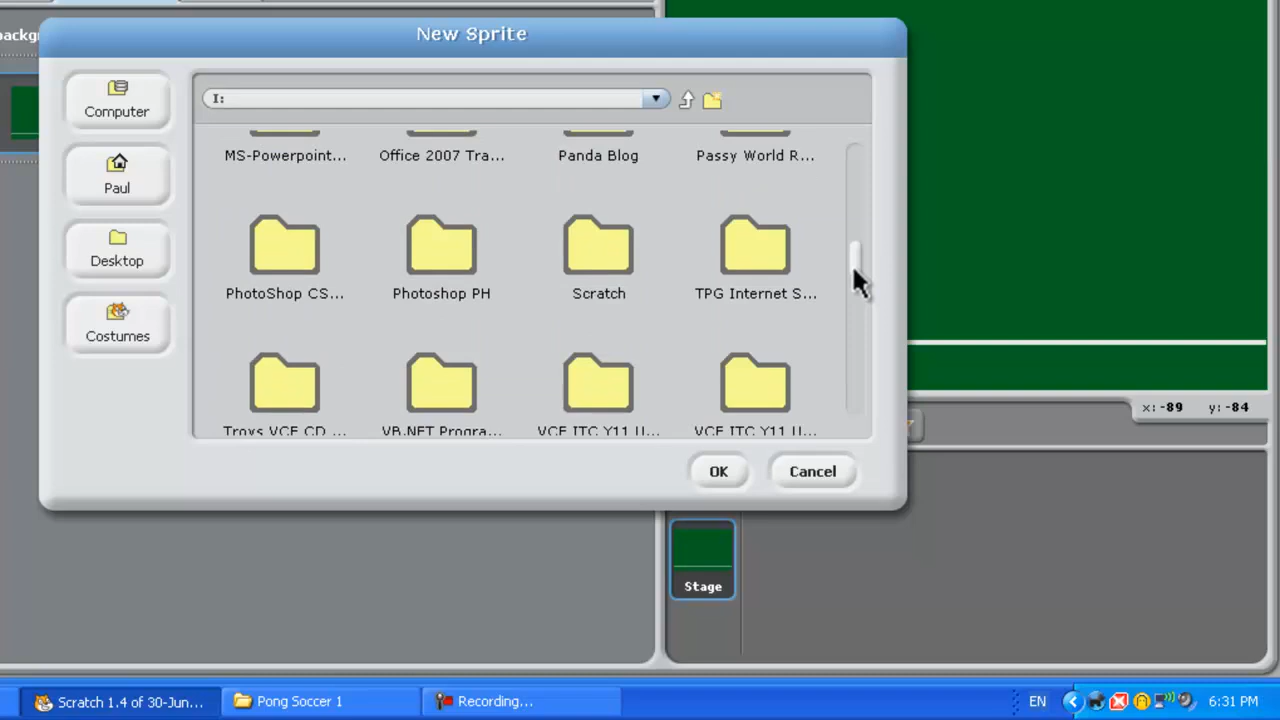 New Sprite
backg
Computer
Paul
Desktop
Costumes
I:
MS-Powerpoint... Office 2007 Tra... Panda Blog Passy World R...
PhotoShop CS... Photosshop PH Scratch TPG Internet S...
Troys VCE CD ... VB.NET Progra... VCE ITC Y11 U... VCE ITC Y11 U...
x: -89 y: -84
OK Cancel
Stage
Scratch 1.4 of 30-Jun... Pong Soccer 1 Recording... EN 6:31 PM